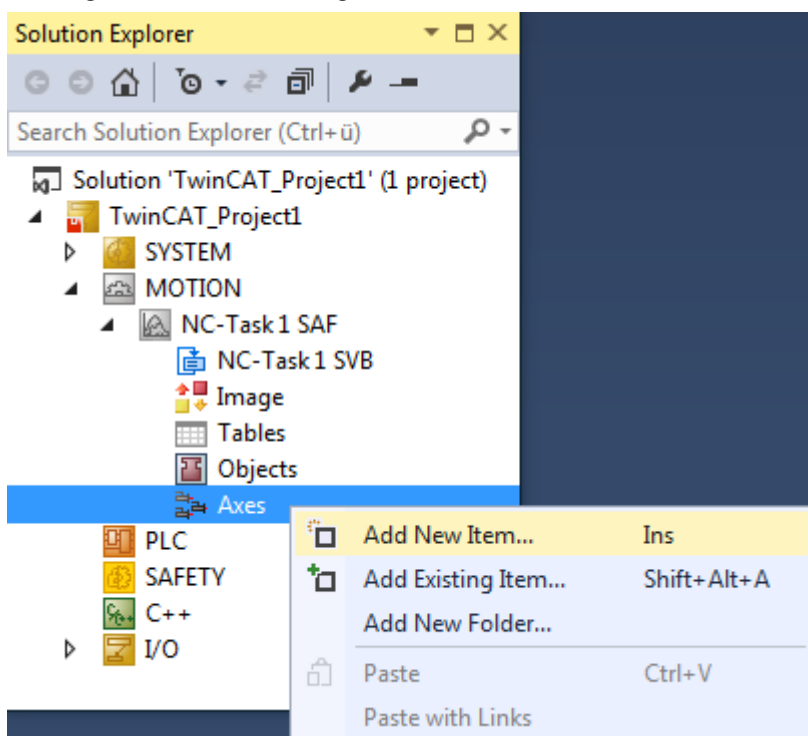 Solution Explorer
Search Solution Explorer (Ctrl+ü)
Solution 'TwinCAT_Project1' (1 project)
TwinCAT_Project1
SYSTEM
MOTION
NC-Task 1 SAF
NC-Task 1 SVB
Image
Tables
Objects
Axes
PLC
SAFETY
C++
I/O
Add New Item... Ins
Add Existing Item... Shift+Alt+A
Add New Folder...
Paste Ctrl+V
Paste with Links